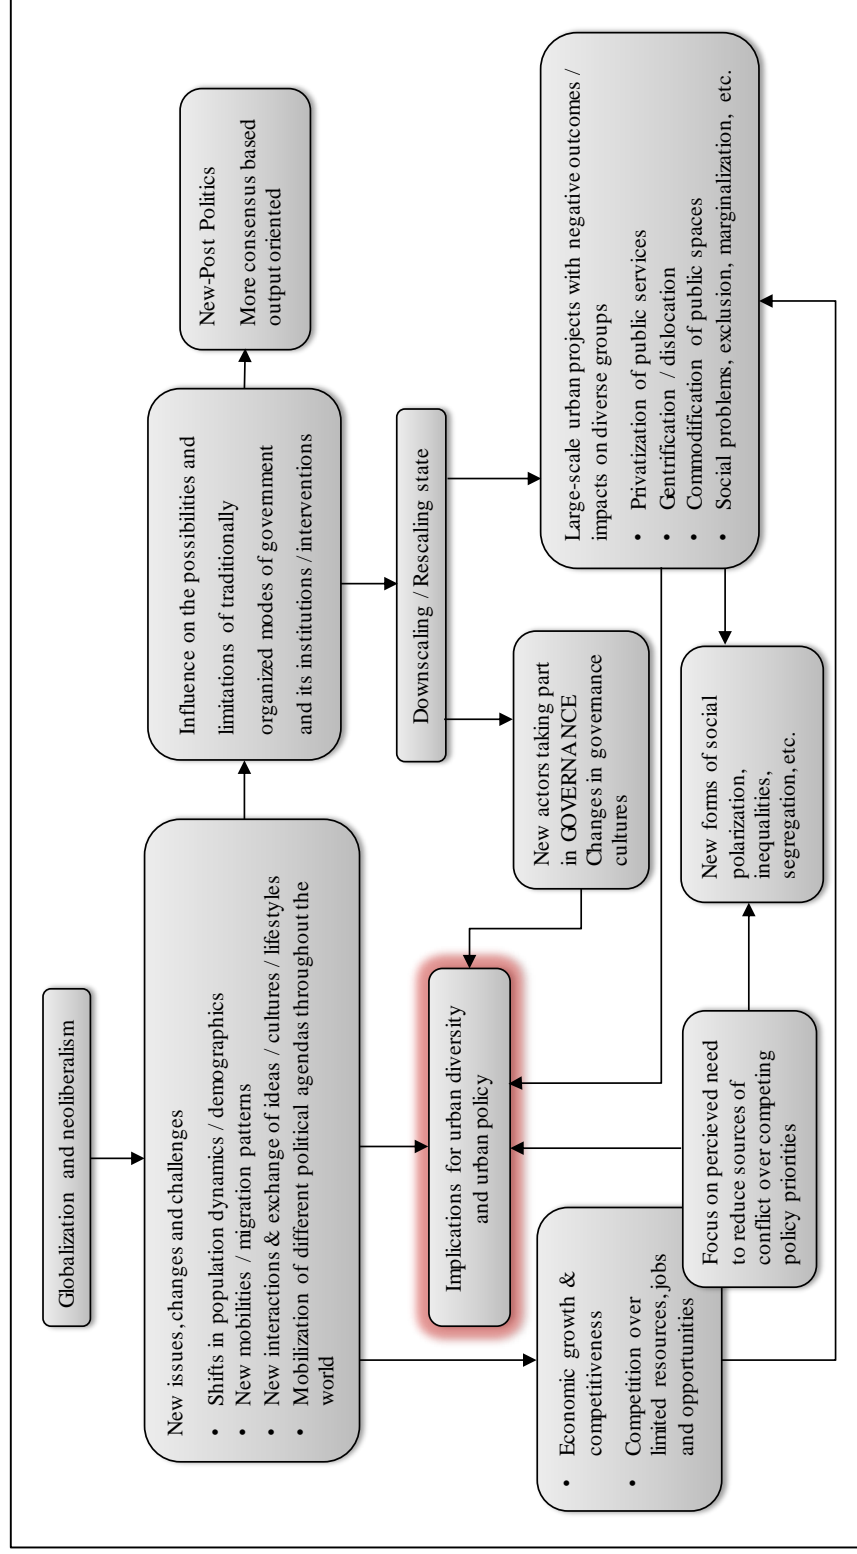 Globalization and neoliberalism
New issues, changes and challenges
• Shifts in population dynamics / demographics
• New mobilities / migration patterns
• New interactions & exchange of ideas / cultures / lifestyles
• Mobilization of different political agendas throughout the
world
Influence on the possibilities and
limitations of traditionally
organized modes of government
and its institutions / interventions
New-Post Politics
More consensus based
output oriented
Downscaling / Rescaling state
Implications for urban diversity
and urban policy
New actors taking part
in GOVERNANCE
Changes in governance
cultures
Large-scale urban projects with negative outcomes /
impacts on diverse groups
• Privatization of public services
• Gentrification / dislocation
• Commodification of public spaces
• Social problems, exclusion, marginalization, etc.
• Economic growth &
competitiveness
• Competition over
limited resources, jobs
and opportunities
Focus on percieved need
to reduce sources of
conflict over competing
policy priorities
New forms of social
polarization,
inequalities,
segregation, etc.